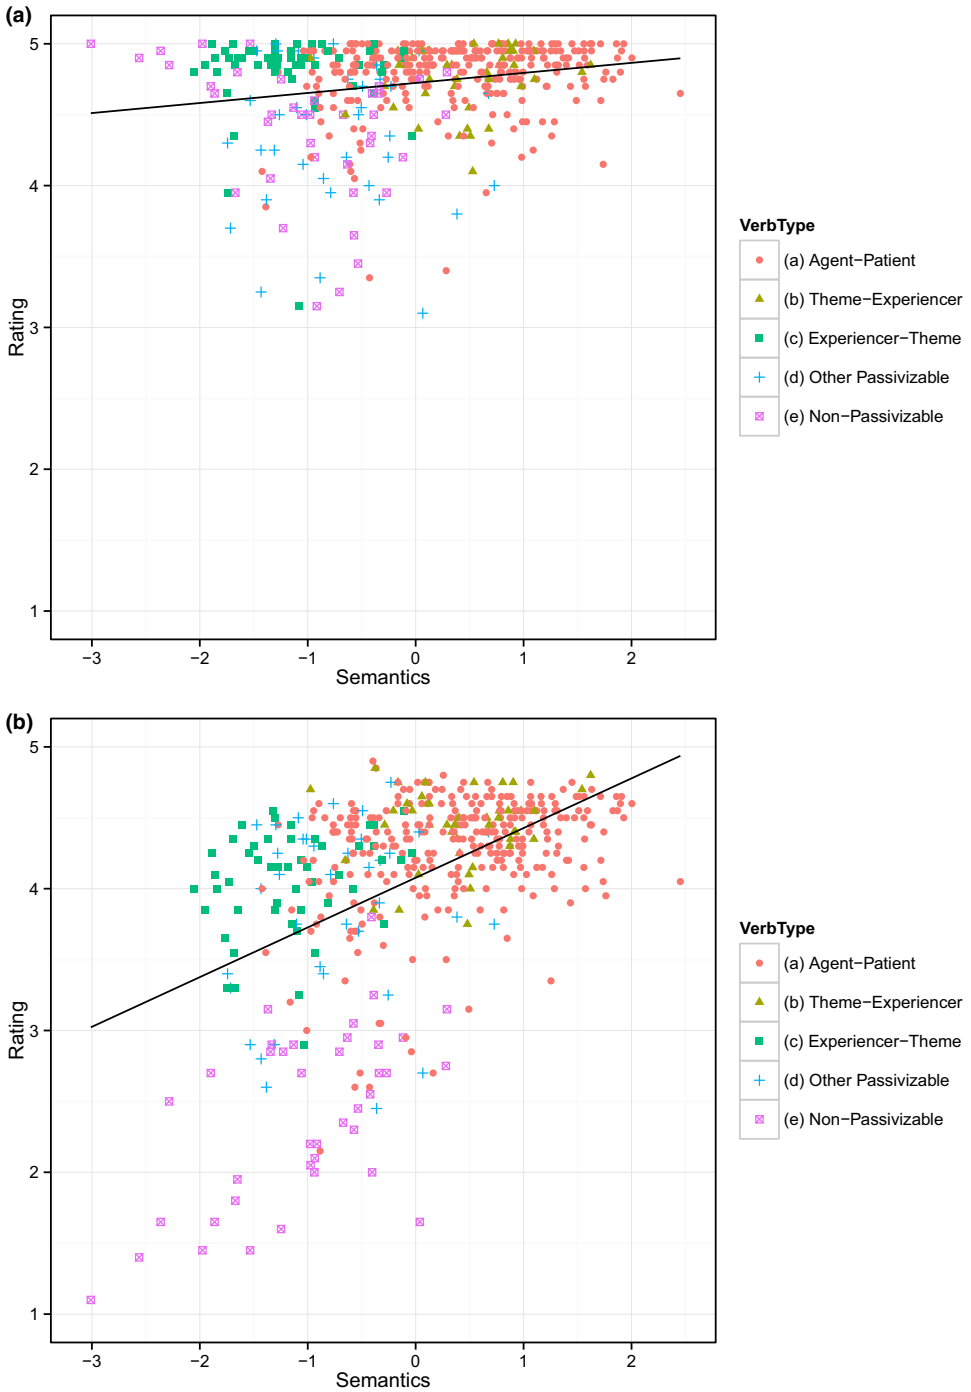 (a)
5
4
3
2
1
Rating
−3 −2 −1 0 1 2
Semantics
VerbType
(a) Agent−Patient
(b) Theme−Experiencer
(c) Experiencer−Theme
(d) Other Passivizable
(e) Non−Passivizable
(b)
5
4
3
2
1
Rating
−3 −2 −1 0 1 2
Semantics
VerbType
(a) Agent−Patient
(b) Theme−Experiencer
(c) Experiencer−Theme
(d) Other Passivizable
(e) Non−Passivizable